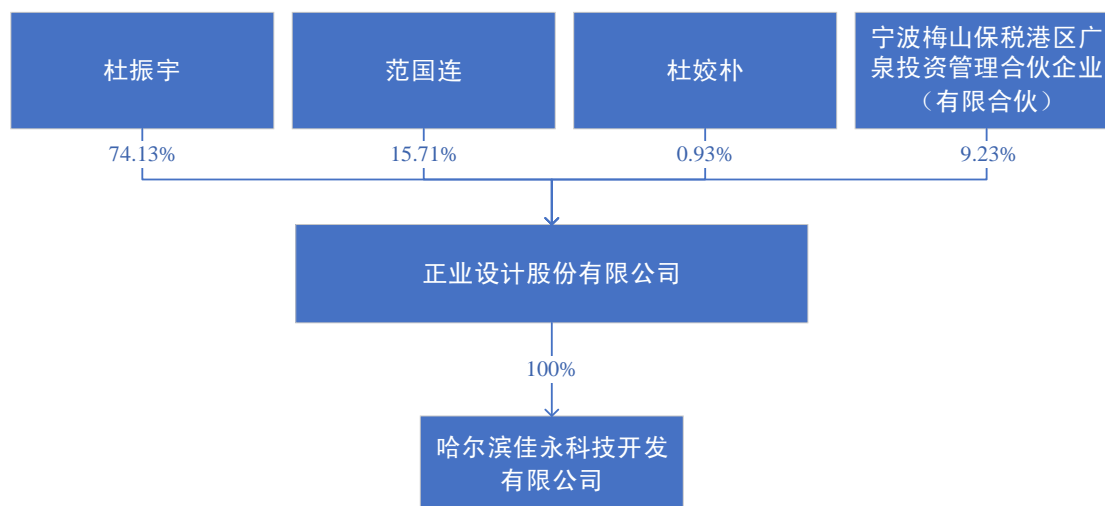 杜振宇
范国连
杜姣朴
宁波梅山保税港区广
泉投资管理合伙企业
（有限合伙）
74.13%
15.71%
0.93%
9.23%
正业设计股份有限公司
100%
哈尔滨佳永科技开发
有限公司